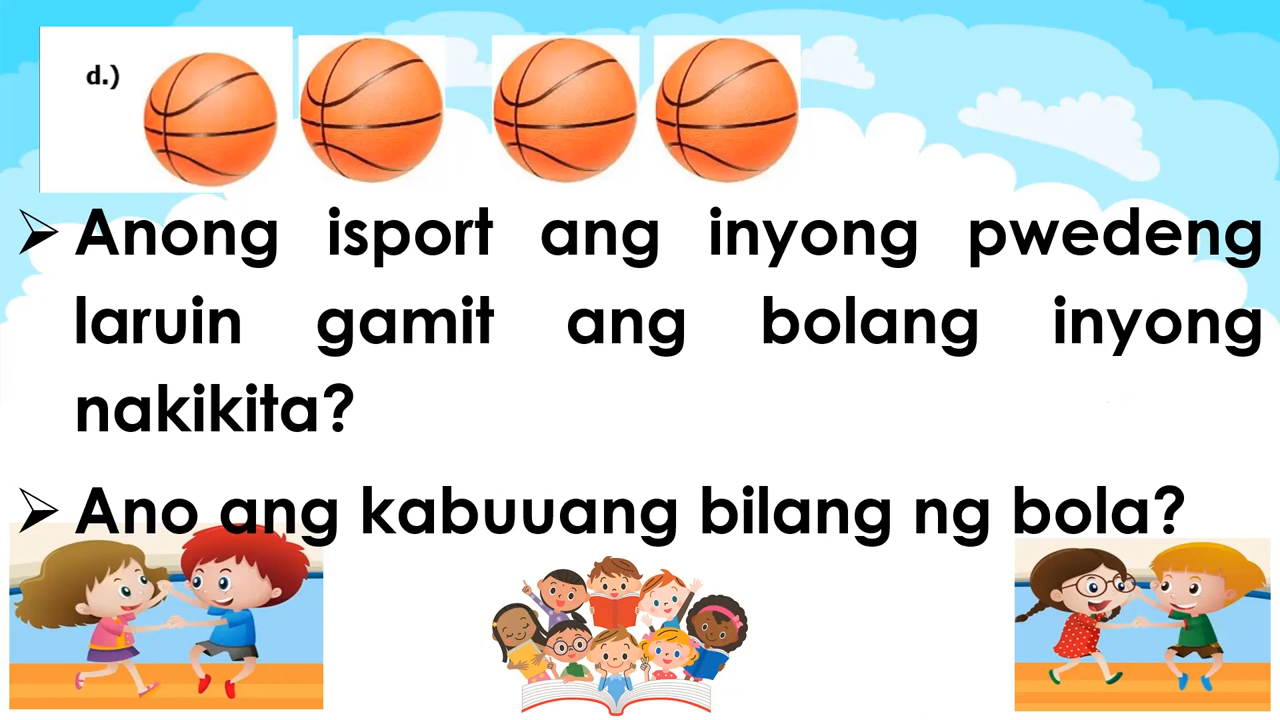 d.)
➢ Anong isport ang inyong pwedeng
laruin gamit ang bolang inyong
nakikita?
➢ Ano ang kabuuang bilang ng bola?